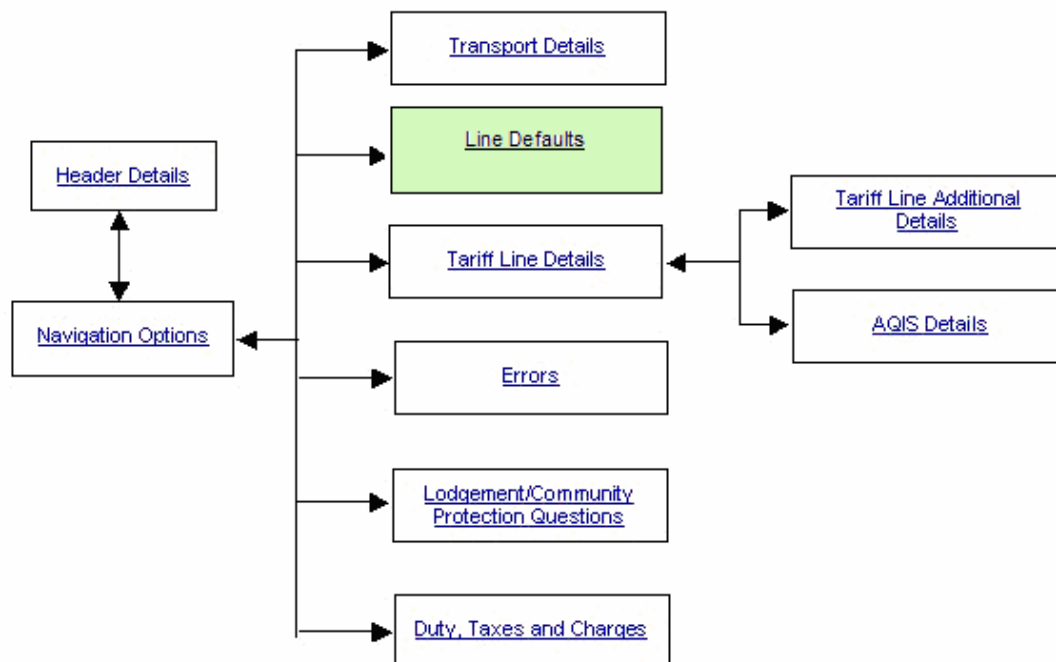 Transport Details
Line Defaults
Header Details
Tariff Line Additional
Details
Tariff Line Details
AQIS Details
Navigation Options
Errors
Lodgement/Community
Protection Questions
Duty, Taxes and Charges